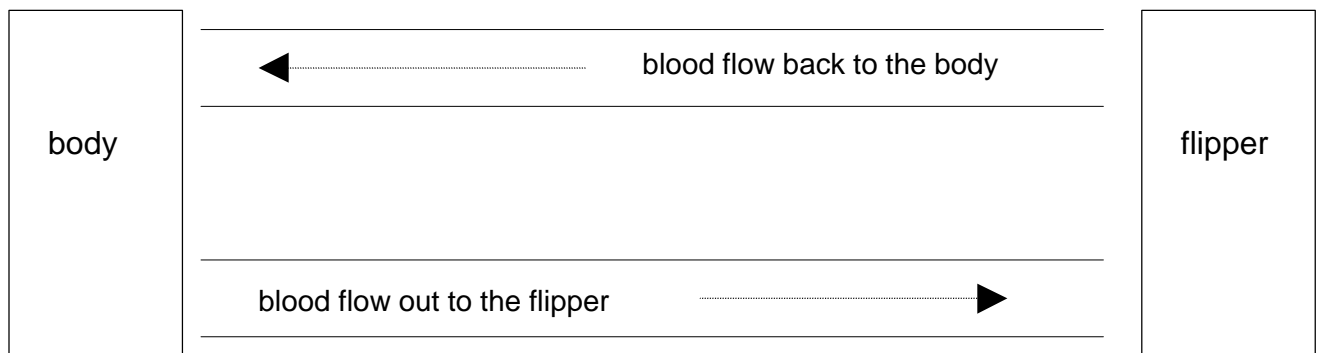 blood flow back to the body
body
flipper
blood flow out to the flipper